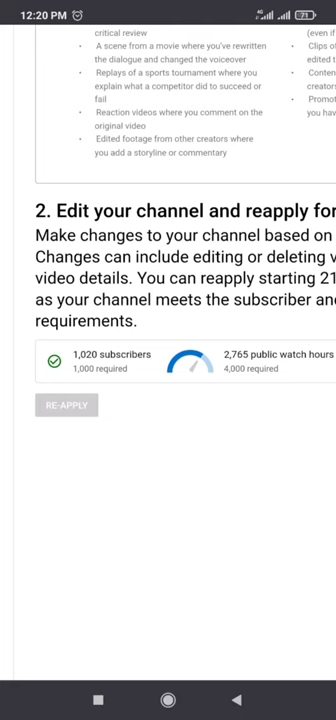 12:20 PM
4G
71
critical review
(even if
A scene from a movie where you've rewritten
the dialogue and changed the voiceover
Clips of
edited t
Replays of a sports tournament where you
explain what a competitor did to succeed or
fail
Conten
creators
Reaction videos where you comment on the
original video
Promot
you hav
Edited footage from other creators where
you add a storyline or commentary
2. Edit your channel and reapply for
Make changes to your channel based on
Changes can include editing or deleting v
video details. You can reapply starting 21
as your channel meets the subscriber an
requirements.
1,020 subscribers
1,000 required
2,765 public watch hours
4,000 required
RE-APPLY